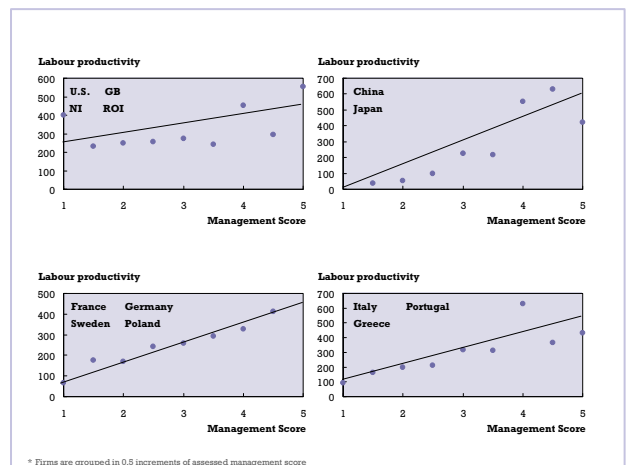 Labour productivity
600
500
400
300
200
100
0
U.S. GB
NI ROI
1 2 3 4 5
Management Score
Labour productivity
700
600
500
400
300
200
100
0
China
Japan
1 2 3 4 5
Management Score
Labour productivity
500
400
300
200
100
0
France Germany
Sweden Poland
1 2 3 4 5
Management Score
Labour productivity
700
600
500
400
300
200
100
0
Italy Portugal
Greece
1 2 3 4 5
Management Score
* Firms are grouped in 0.5 increments of assessed management score